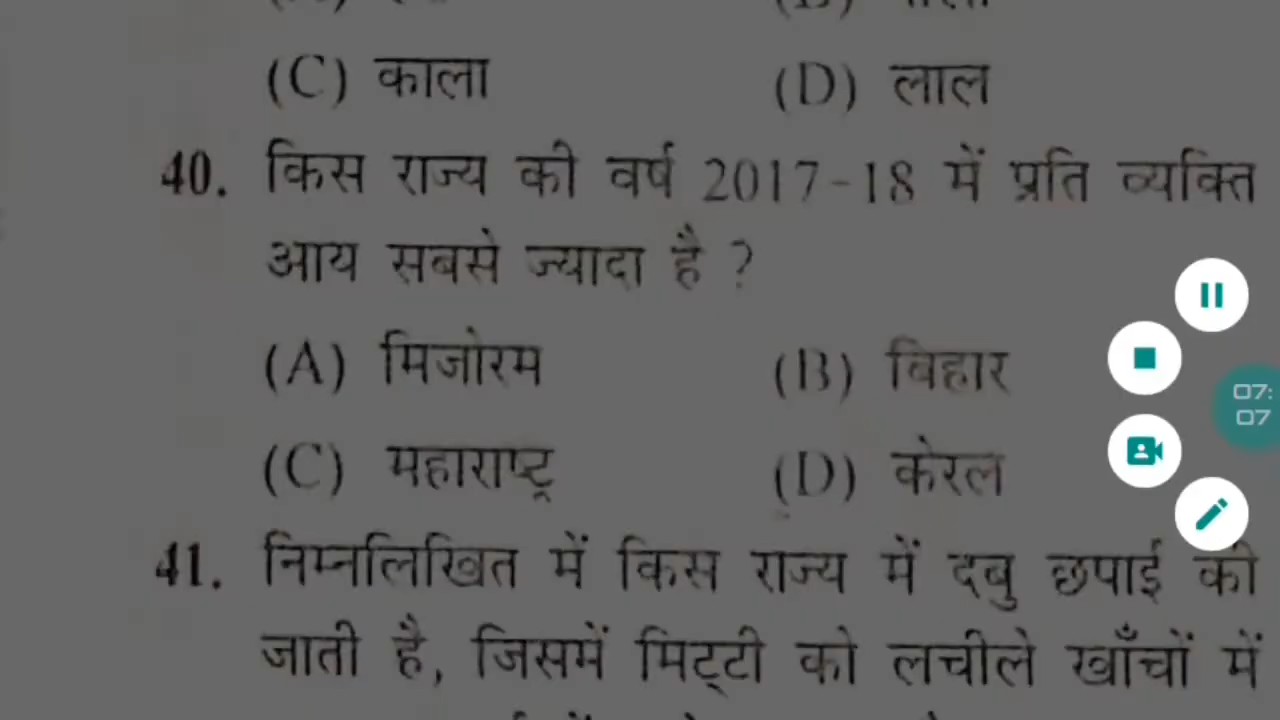 (C) काला (D) लाल
40. किस राज्य की वर्ष 2017-18 में प्रति व्यक्ति
आय सबसे ज्यादा है ?
(A) मिजोरम (B) बिहार
(C) महाराष्ट्र (D) केरल
41. निम्नलिखित में किस राज्य में दबु छपाई की
जाती है, जिसमें मिट्टी को लचीले खाँचों में
07:
07